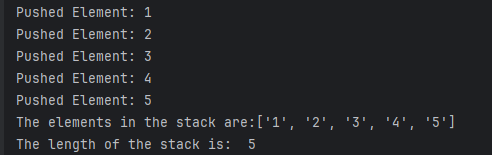 Pushed Element: 1
Pushed Element: 2
Pushed Element: 3
Pushed Element: 4
Pushed Element: 5
The elements in the stack are:['1', '2', '3', '4', '5']
The length of the stack is:  5